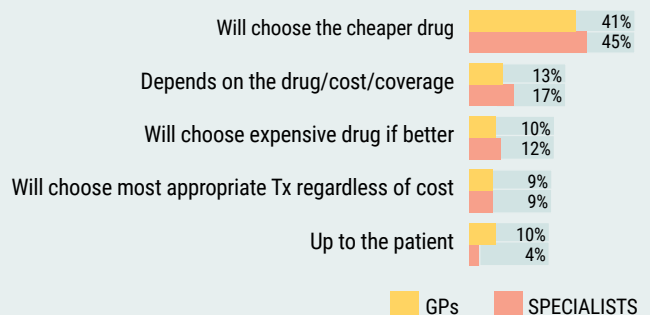 Will choose the cheaper drug
41%
45%
Depends on the drug/cost/coverage
13%
17%
Will choose expensive drug if better
10%
12%
Will choose most appropriate Tx regardless of cost
9%
9%
Up to the patient
10%
4%
GPs SPECIALISTS